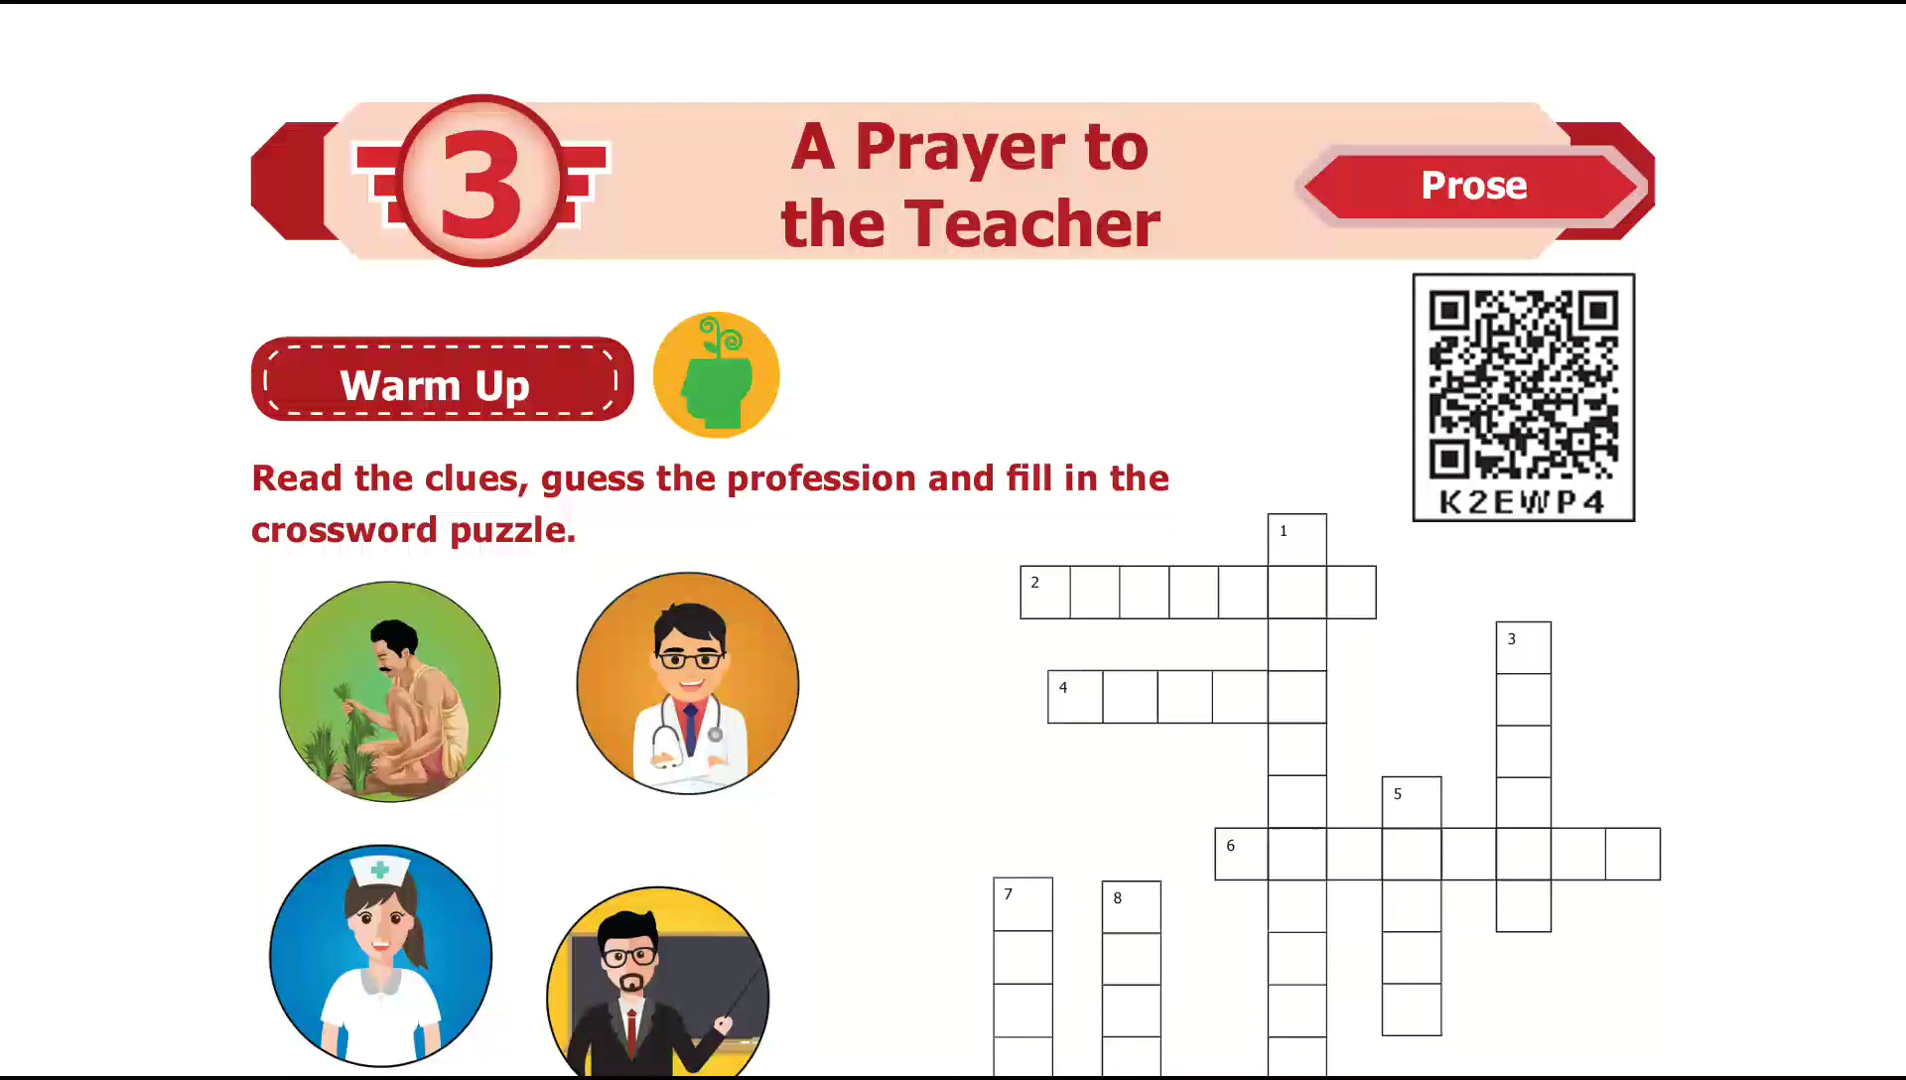 3
A Prayer to
the Teacher
Prose
Warm Up
K2EWP4
Read the clues, guess the profession and fill in the
crossword puzzle.
1
2
3
4
5
6
7
8